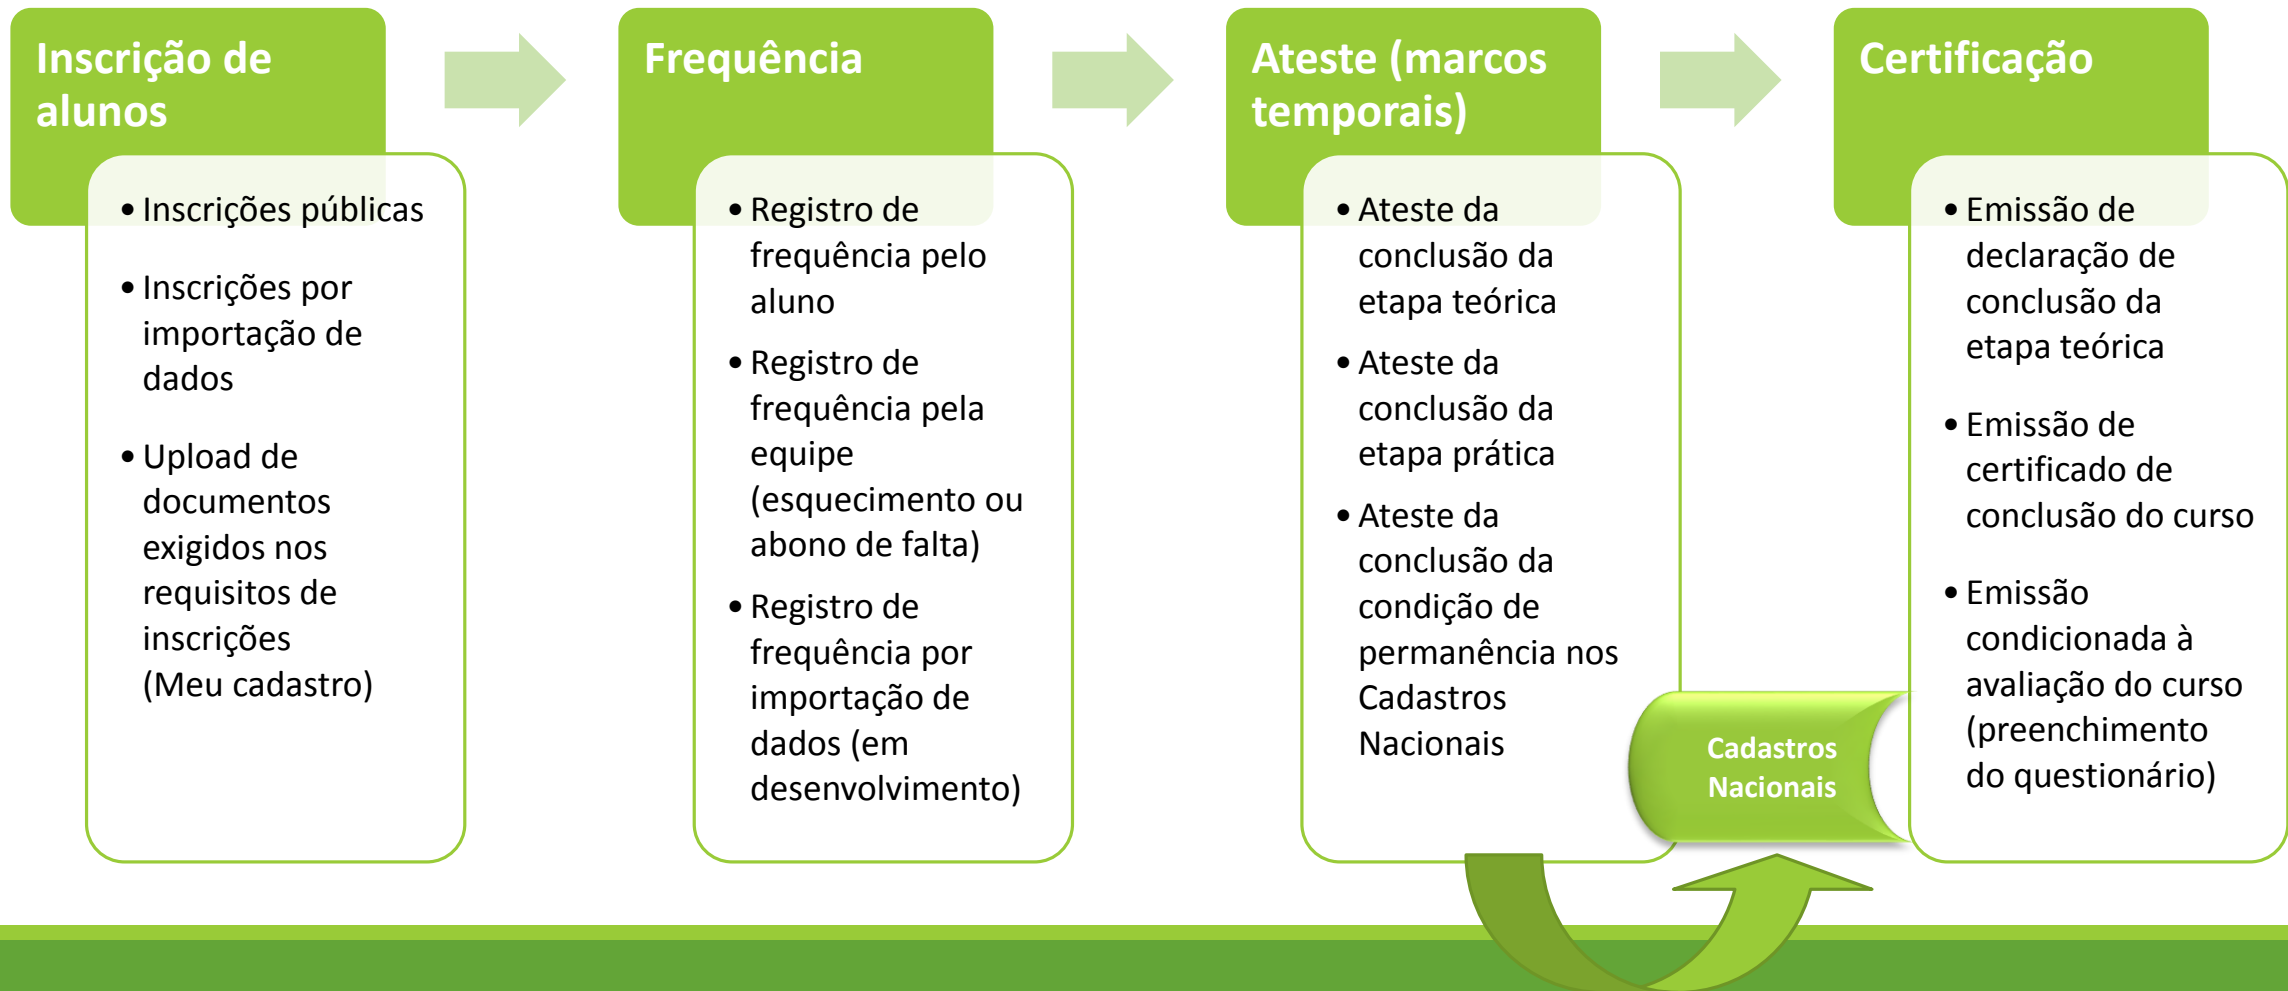 Inscrição de
alunos
• Inscrições públicas
• Inscrições por
importação de
dados
• Upload de
documentos
exigidos nos
requisitos de
inscrições
(Meu cadastro)
Frequência
• Registro de
frequência pelo
aluno
• Registro de
frequência pela
equipe
(esquecimento ou
abono de falta)
• Registro de
frequência por
importação de
dados (em
desenvolvimento)
Ateste (marcos
temporais)
• Ateste da
conclusão da
etapa teórica
• Ateste da
conclusão da
etapa prática
• Ateste da
conclusão da
condição de
permanência nos
Cadastros
Nacionais
Cadastros
Nacionais
Certificação
• Emissão de
declaração de
conclusão da
etapa teórica
• Emissão de
certificado de
conclusão do curso
• Emissão
condicionada à
avaliação do curso
(preenchimento
do questionário)